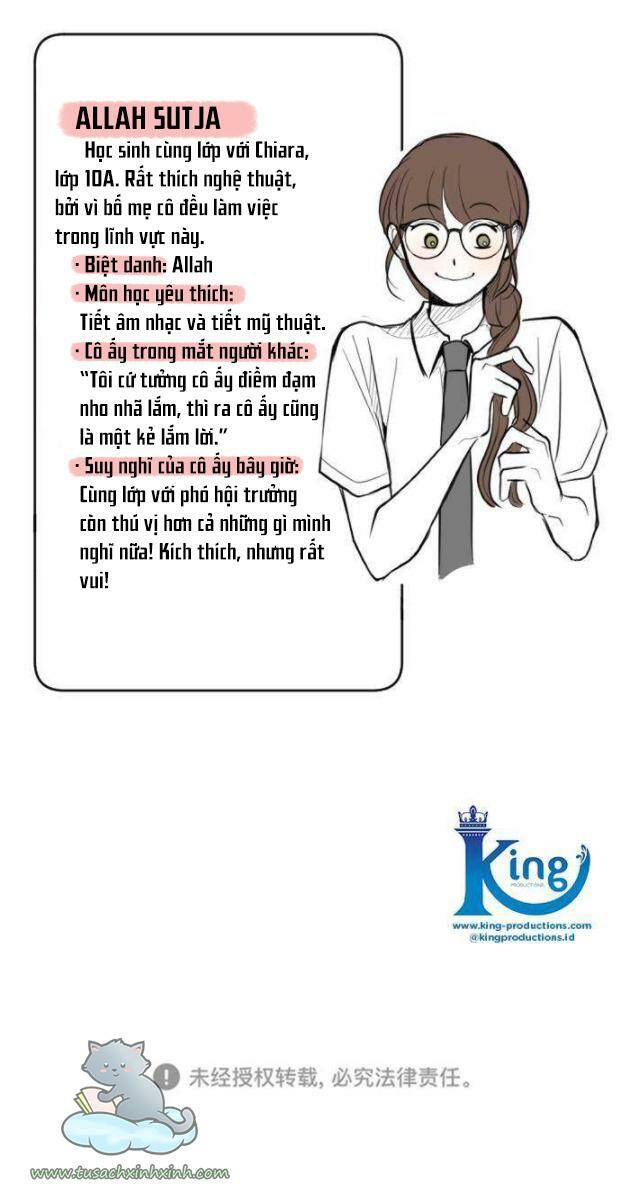 ALLAH SUTJA
Học sinh cùng lớp với Chiara,
lớp 10A. Rất thích nghệ thuật,
bởi vì bố mẹ cô đều làm việc
trong lĩnh vực này.
· Biệt danh: Allah
· Môn học yêu thích:
Tiết âm nhạc và tiết mỹ thuật.
· Cô ấy trong mắt người khác:
“Tôi cứ tưởng cô ấy điềm đạm
nho nhã lắm, thì ra cô ấy cũng
là một kẻ lắm lời.”
· Suy nghĩ của cô ấy bây giờ:
Cùng lớp với phó hội trưởng
còn thú vị hơn cả những gì mình
nghĩ nữa! Kích thích, nhưng rất
vui!
King
PRODUCTIONS
www.king-productions.com
@kingproductions.id
! 未经授权转载, 必究法律责任。
www.tusachxinhxinh.com